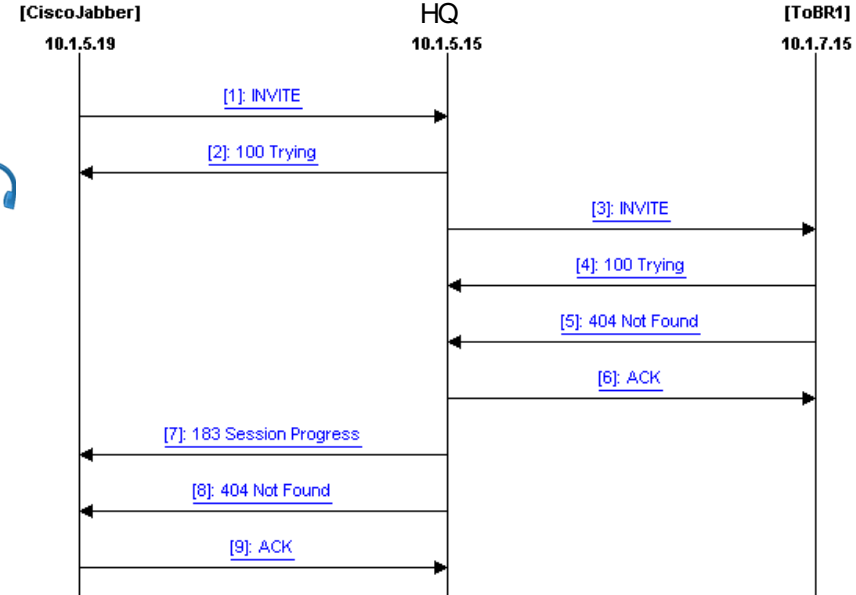 [CiscoJabber] HQ [ToBR1]
10.1.5.19 10.1.5.15 10.1.7.15
[1]: INVITE
[2]: 100 Trying
[3]: INVITE
[4]: 100 Trying
[5]: 404 Not Found
[6]: ACK
[7]: 183 Session Progress
[8]: 404 Not Found
[9]: ACK